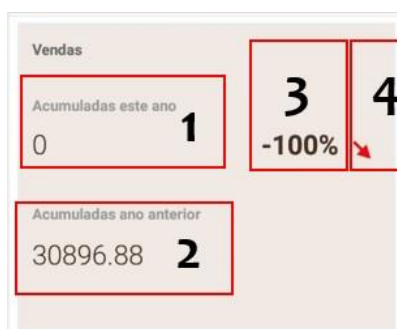 Vendas
Acumuladas este ano
0
1
3
-100%
4
Acumuladas ano anterior
30896.88
2